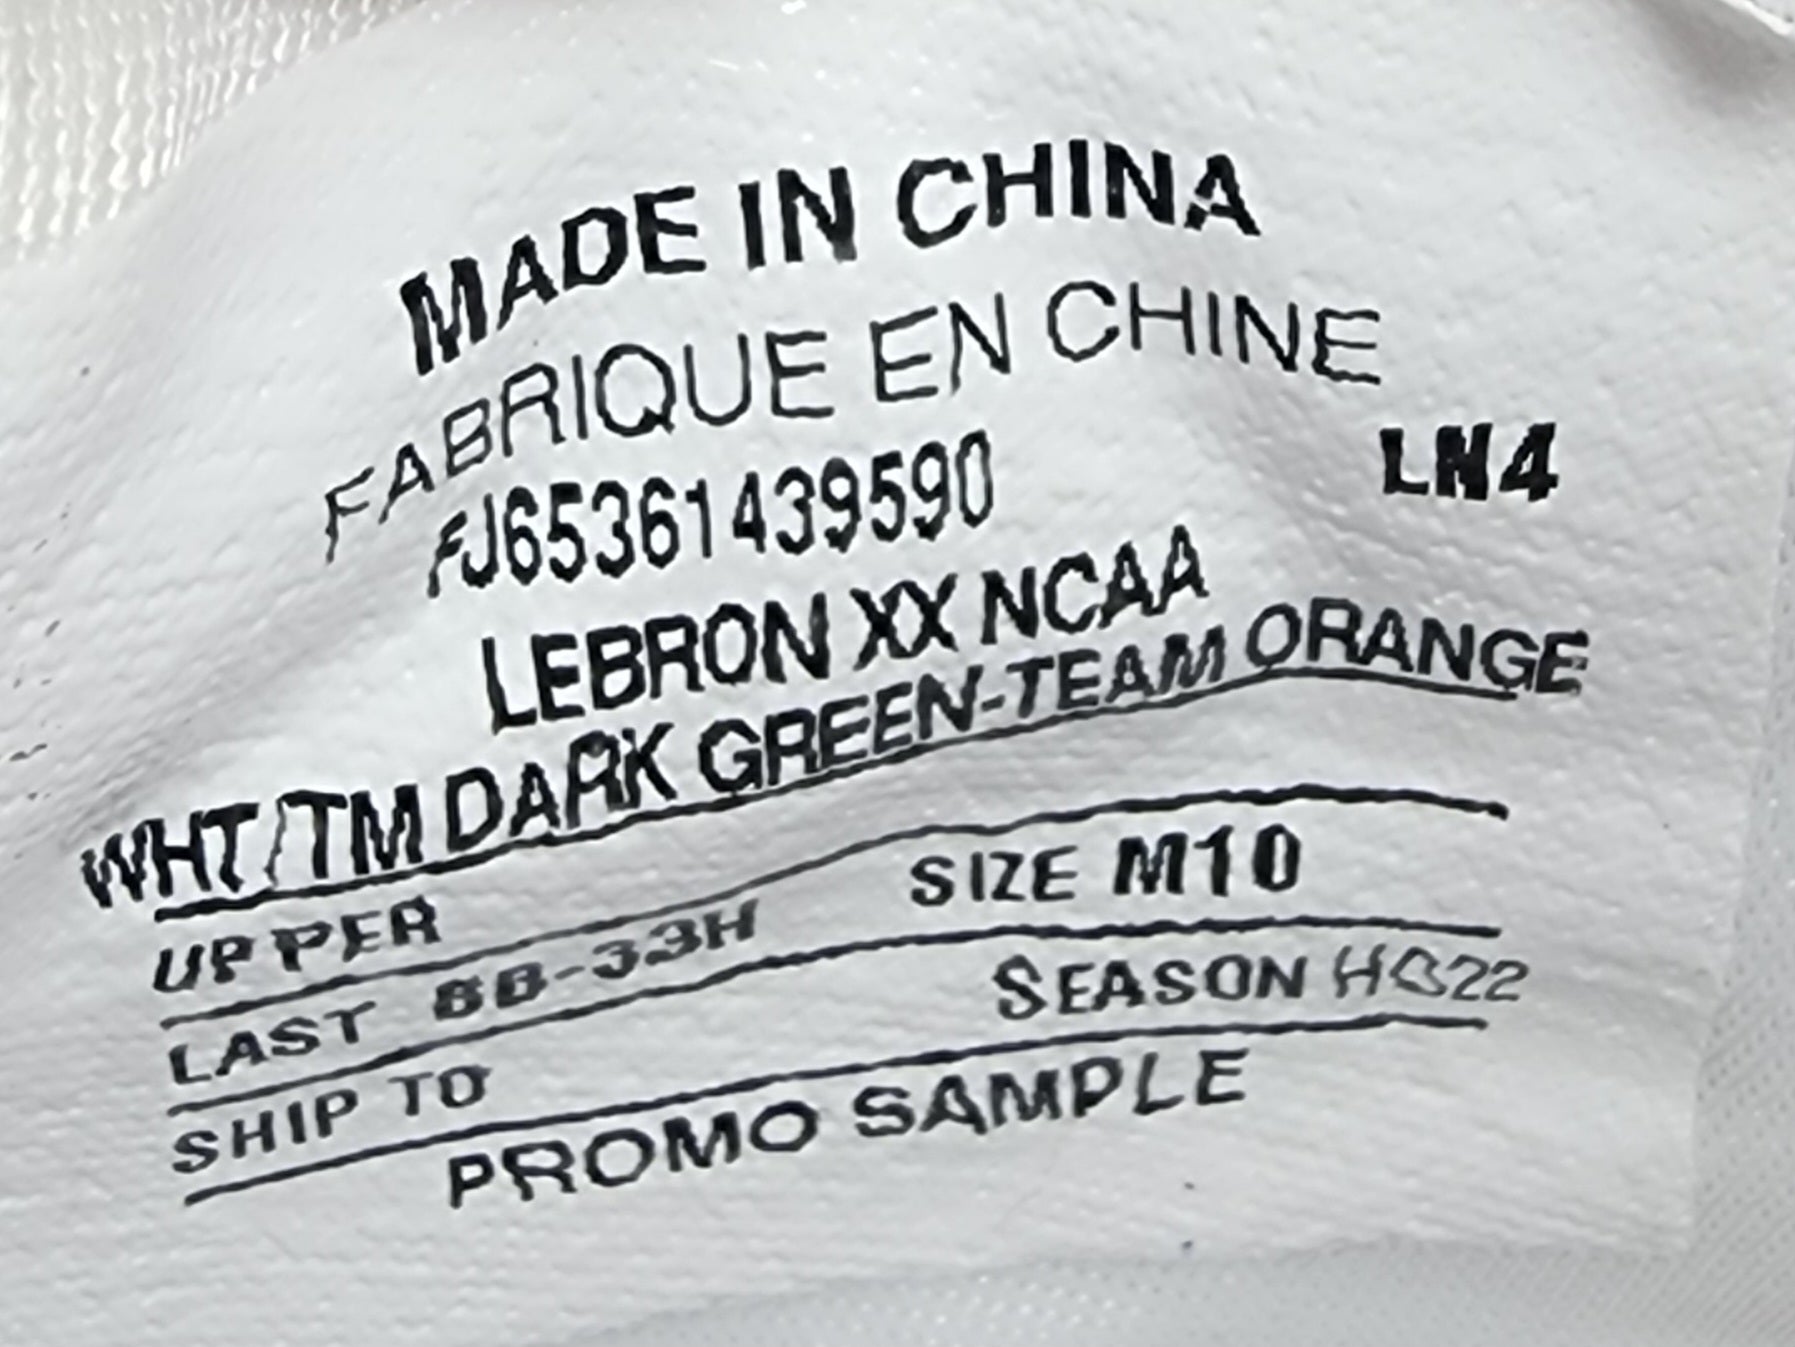 MADE IN CHINA
FABRIQUE EN CHINE
FJ65361439590
LN4
LEBRON XX NCAA
WHT/TM DARK GREEN-TEAM ORANGE
UPPER
SIZE M10
LAST BB-33H
SEASON HO22
SHIP TO
PROMO SAMPLE